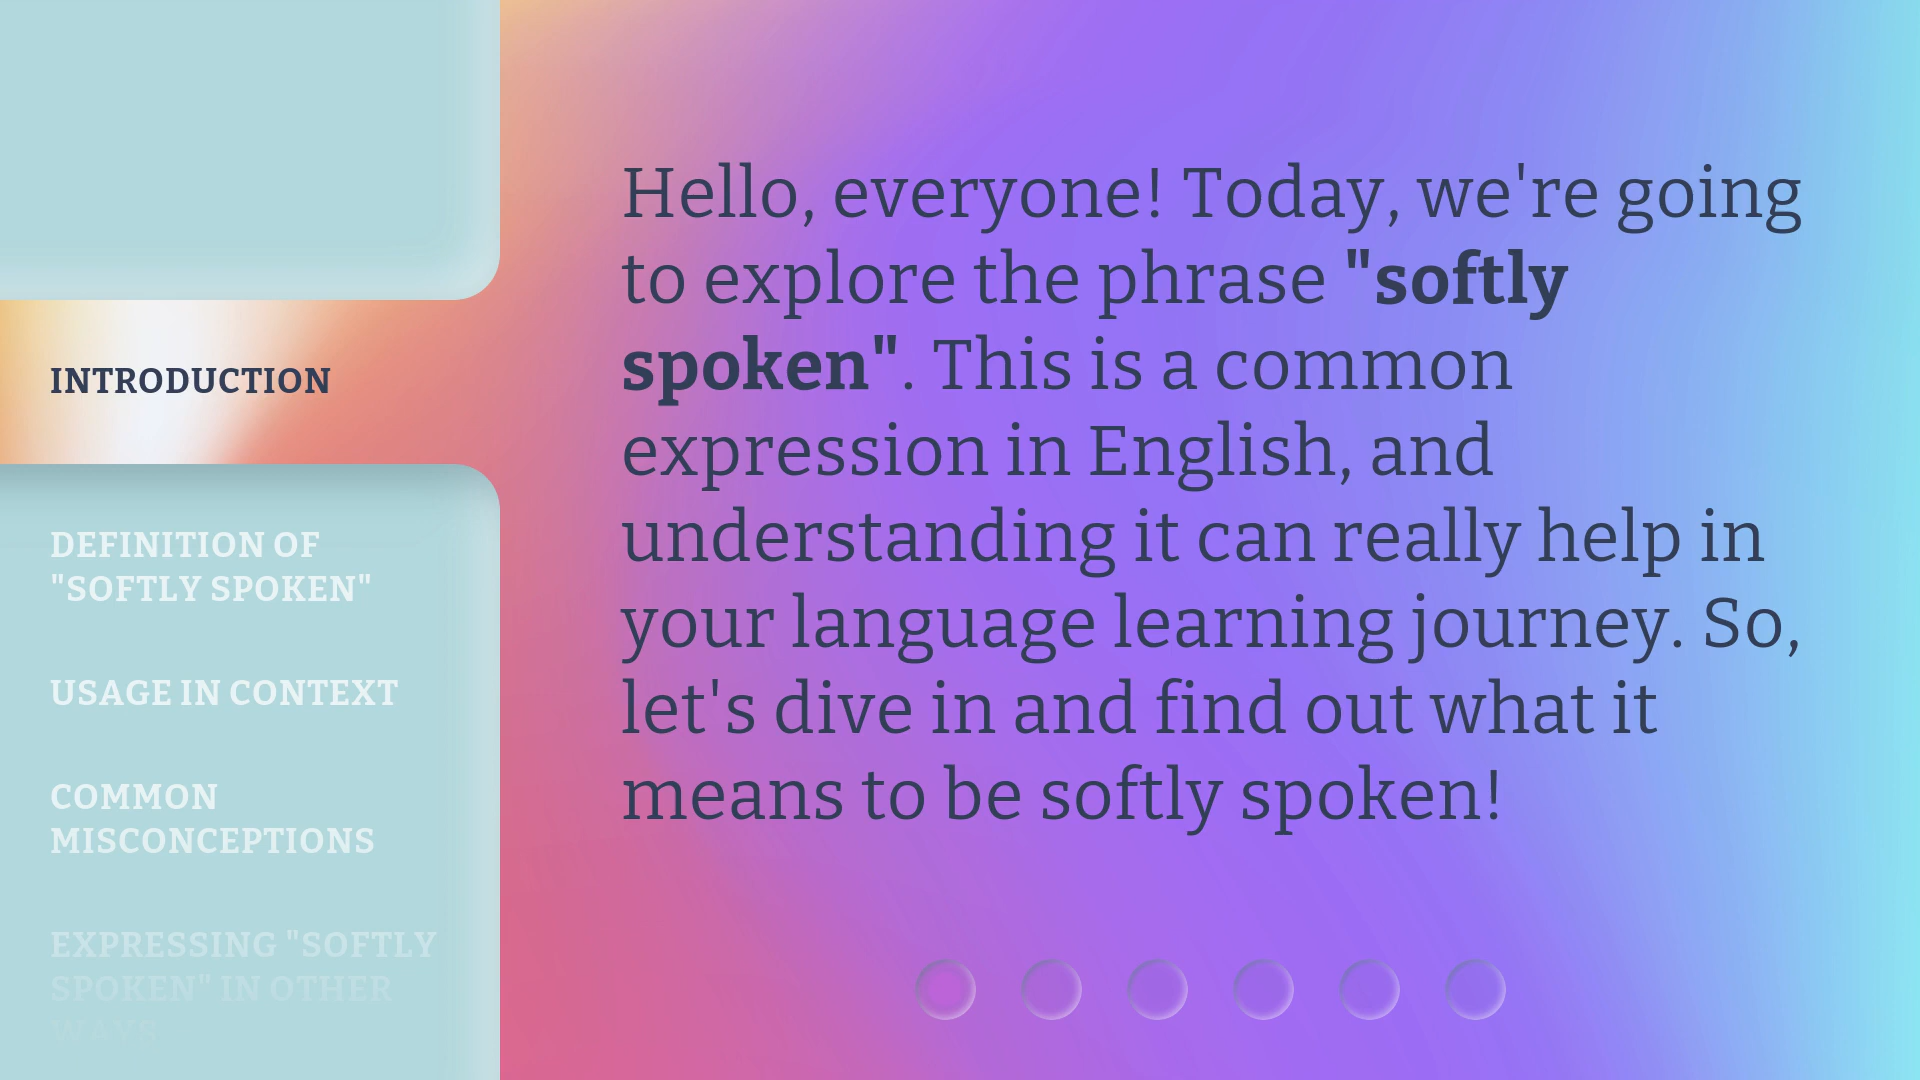 INTRODUCTION
DEFINITION OF
"SOFTLY SPOKEN"
USAGE IN CONTEXT
COMMON
MISCONCEPTIONS
EXPRESSING "SOFTLY
SPOKEN" IN OTHER
WAYS
Hello, everyone! Today, we're going
to explore the phrase "softly
spoken". This is a common
expression in English, and
understanding it can really help in
your language learning journey. So,
let's dive in and find out what it
means to be softly spoken!